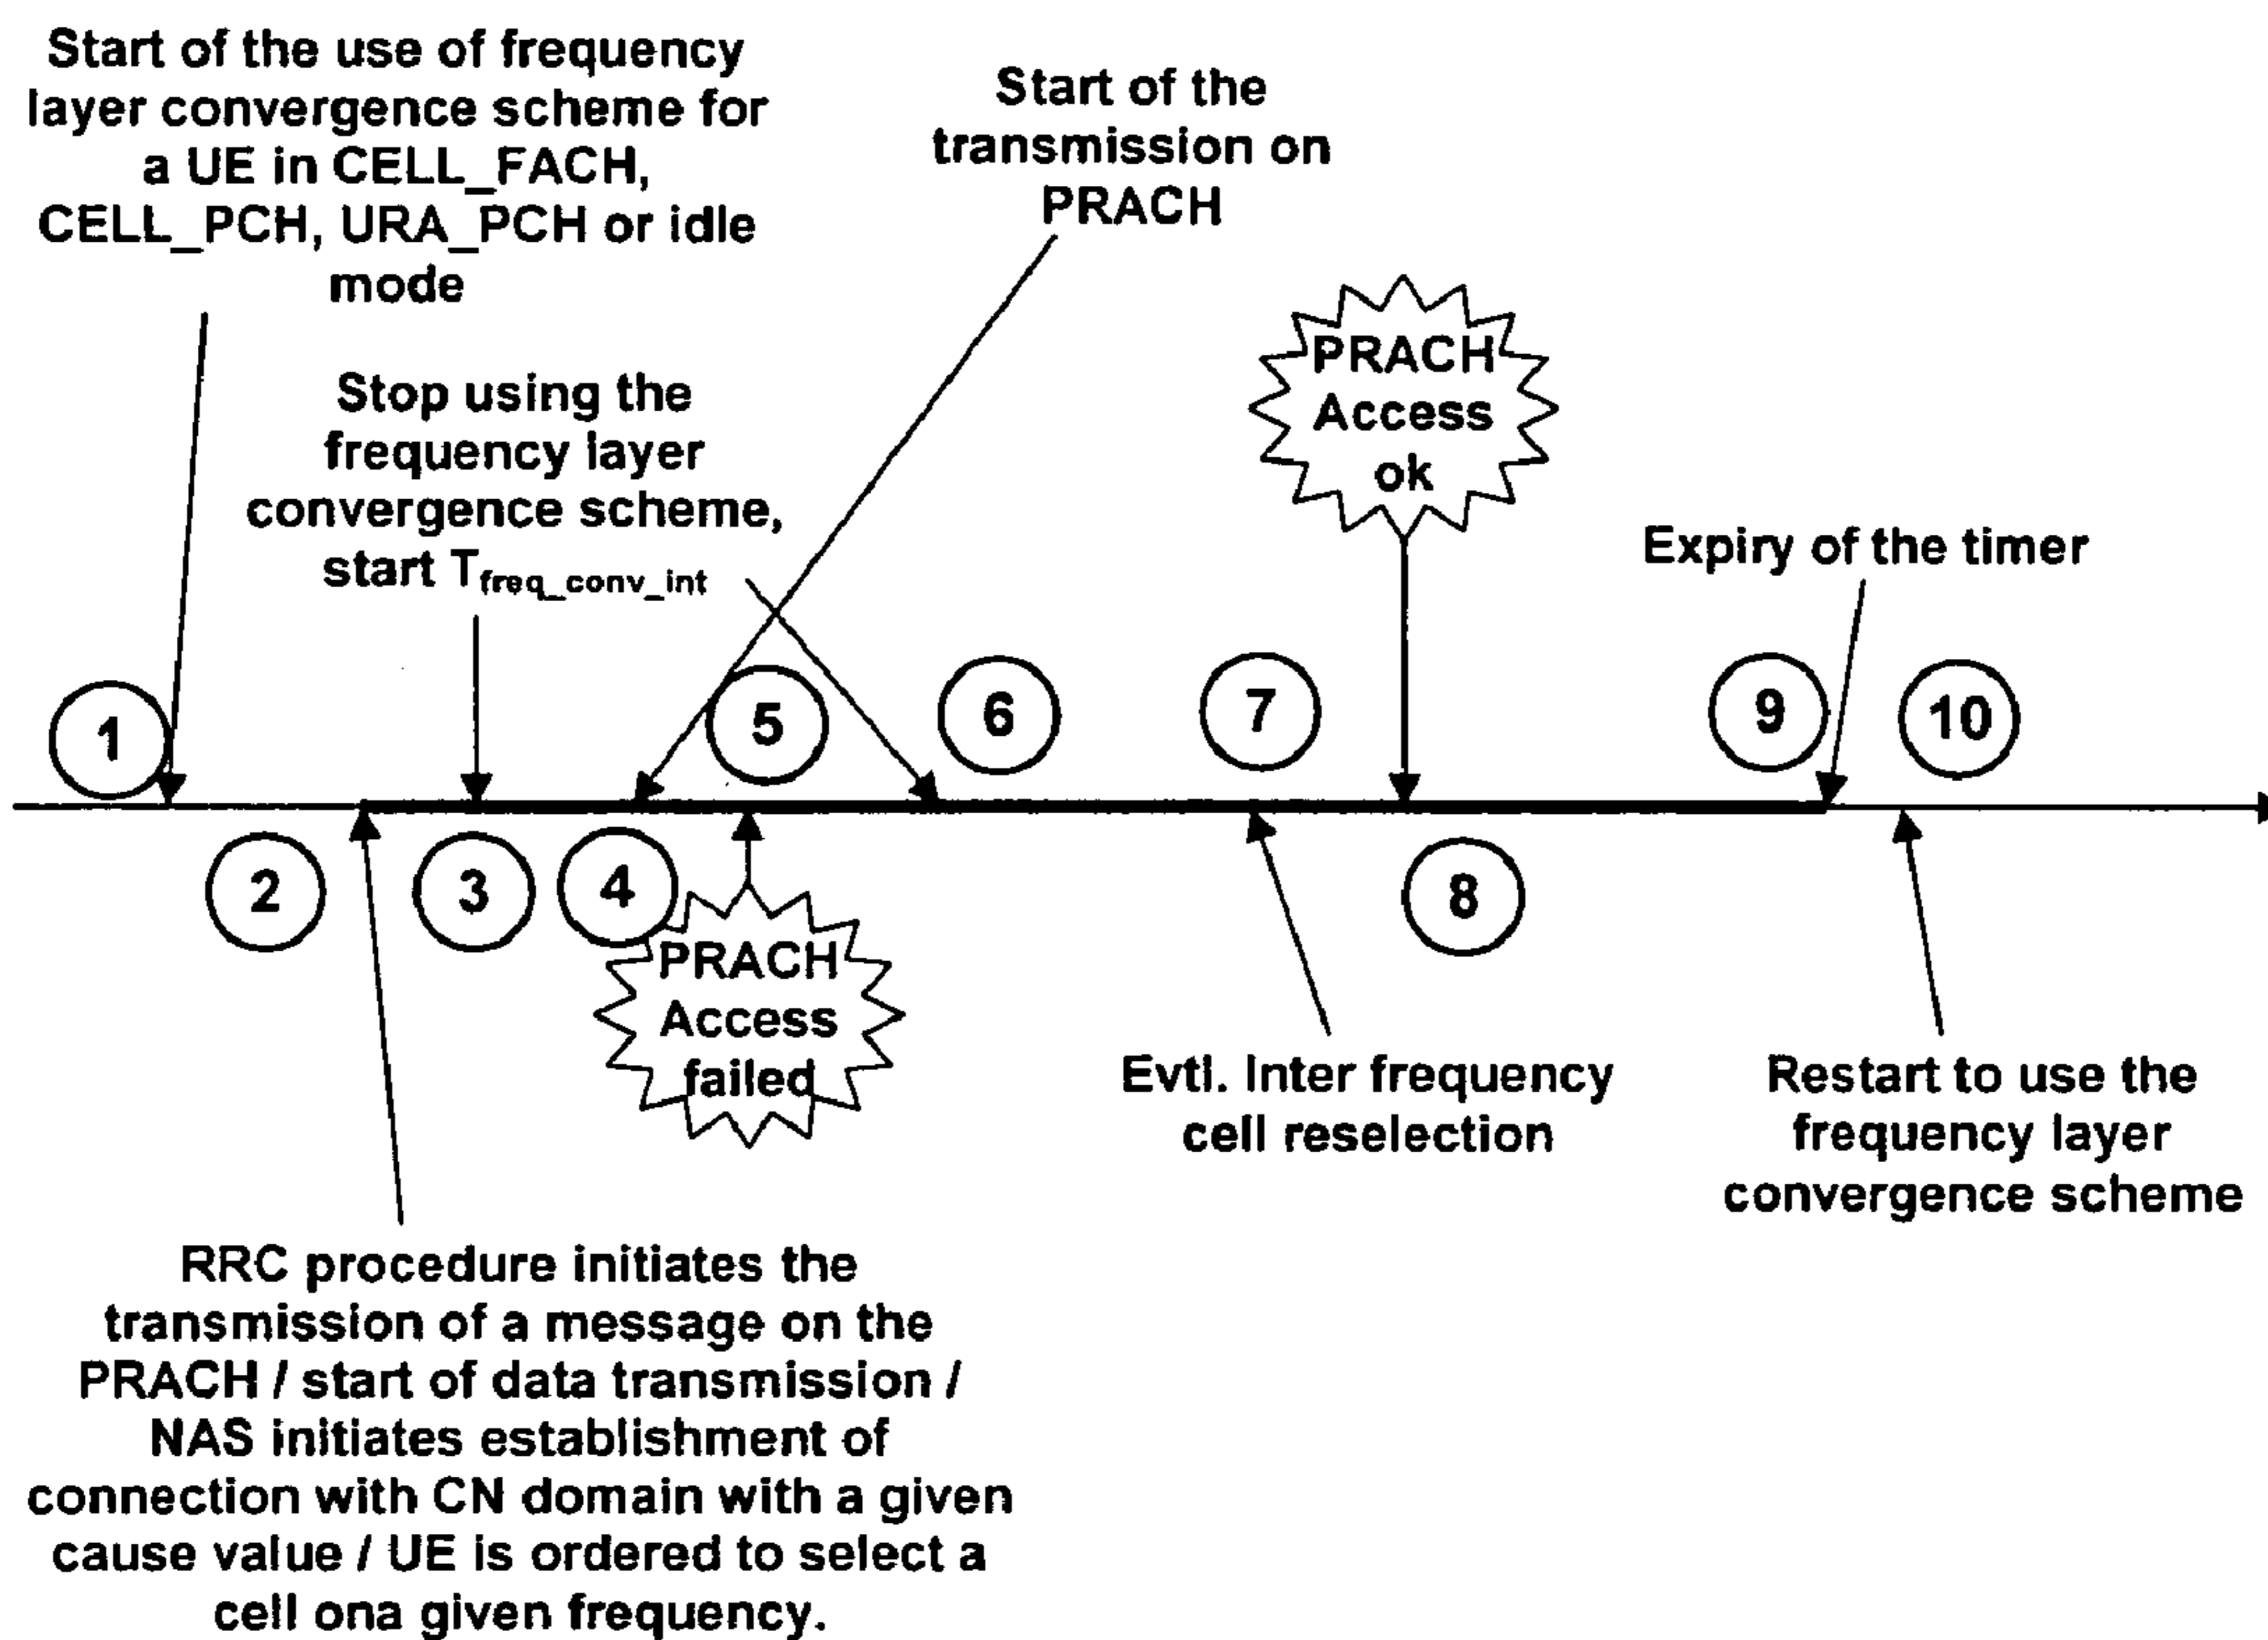 Start of the use of frequency
layer convergence scheme for
a UE in CELL_FACH,
CELL_PCH, URA_PCH or idle
mode
Start of the
transmission on
PRACH
Stop using the
frequency layer
convergence scheme,
start Tfreq_conv_int
PRACH
Access
ok
Expiry of the timer
1
5
6
7
9
10
2
3
4
8
PRACH
Access
failed
Evtl. Inter frequency
cell reselection
Restart to use the
frequency layer
convergence scheme
RRC procedure initiates the
transmission of a message on the
PRACH / start of data transmission /
NAS initiates establishment of
connection with CN domain with a given
cause value / UE is ordered to select a
cell ona given frequency.